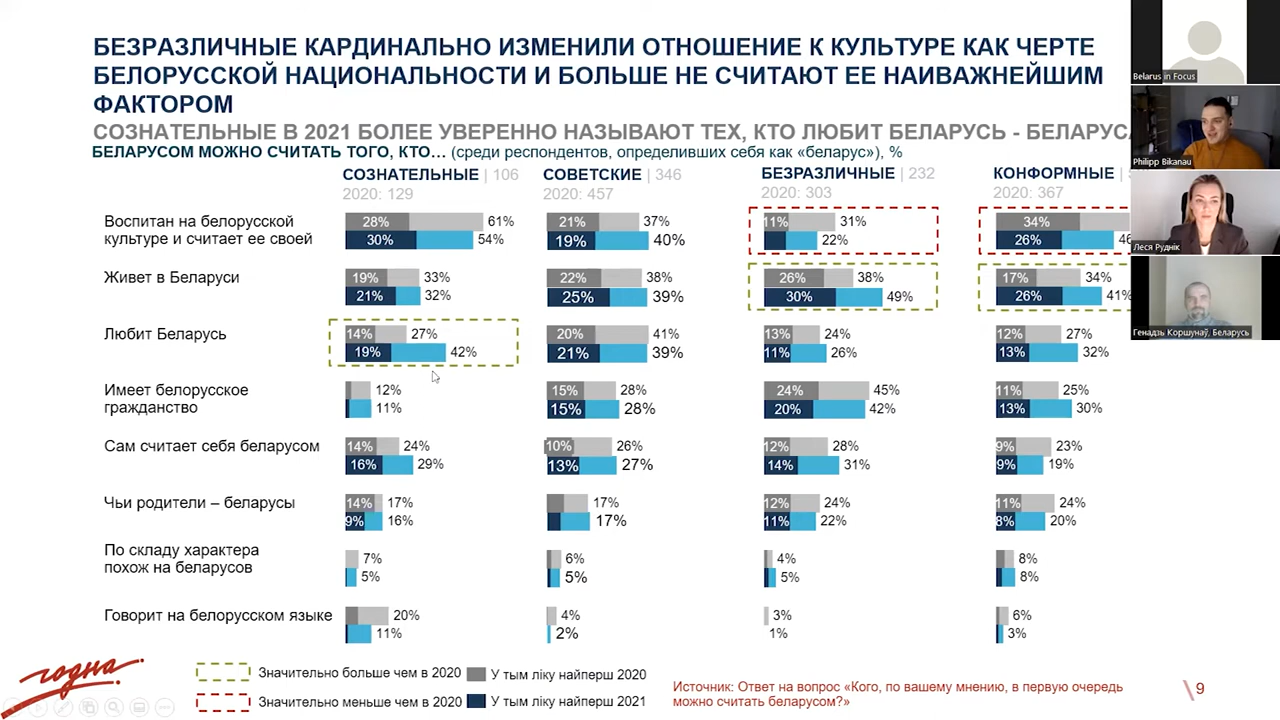 БЕЗРАЗЛИЧНЫЕ КАРДИНАЛЬНО ИЗМЕНИЛИ ОТНОШЕНИЕ К КУЛЬТУРЕ КАК ЧЕРТЕ
БЕЛОРУССКОЙ НАЦИОНАЛЬНОСТИ И БОЛЬШЕ НЕ СЧИТАЮТ ЕЕ НАИВАЖНЕЙШИМ
ФАКТОРОМ
СОЗНАТЕЛЬНЫЕ В 2021 БОЛЕЕ УВЕРЕННО НАЗЫВАЮТ ТЕХ, КТО ЛЮБИТ БЕЛАРУСЬ -
БЕЛАРУСОМ МОЖНО СЧИТАТЬ ТОГО, КТО… (среди респондентов, определивших себя как «беларус»), %
СОЗНАТЕЛЬНЫЕ | 106 СОВЕТСКИЕ | 346 БЕЗРАЗЛИЧНЫЕ | 232 КОНФОРМНЫЕ |
2020: 129 2020: 457 2020: 303 2020: 367
Воспитан на белорусской
культуре и считает ее своей
28% 61% 21% 37% 11% 31% 34%
30% 54% 19% 40% 22% 26%
Живет в Беларуси
19% 33% 22% 38% 26% 38% 17% 34%
21% 32% 25% 39% 30% 49% 26% 41%
Любит Беларусь
14% 27% 20% 41% 13% 24% 12% 27%
19% 42% 21% 39% 11% 26% 13% 32%
Имеет белорусское
гражданство
12% 15% 28% 24% 45% 11% 25%
11% 15% 28% 20% 42% 13% 30%
Сам считает себя беларусом
14% 24% 10% 26% 12% 28% 9% 23%
16% 29% 13% 27% 14% 31% 9% 19%
Чьи родители – беларусы
14% 17% 17% 12% 24% 11% 24%
9% 16% 17% 11% 22% 8% 20%
По складу характера
похож на беларусов
7% 6% 4% 8%
5% 5% 5% 8%
Говорит на белорусском языке
20% 4% 3% 6%
11% 2% 1% 3%
годна
Значительно больше чем в 2020 У тым ліку найперш 2020
Значительно меньше чем в 2020 У тым ліку найперш 2021
Источник: Ответ на вопрос «Кого, по вашему мнению, в первую очередь
можно считать беларусом?»
9
Belarus in Focus
Philipp Bikanau
Леся Руднік
Генадзь Коршунаў, Беларусь